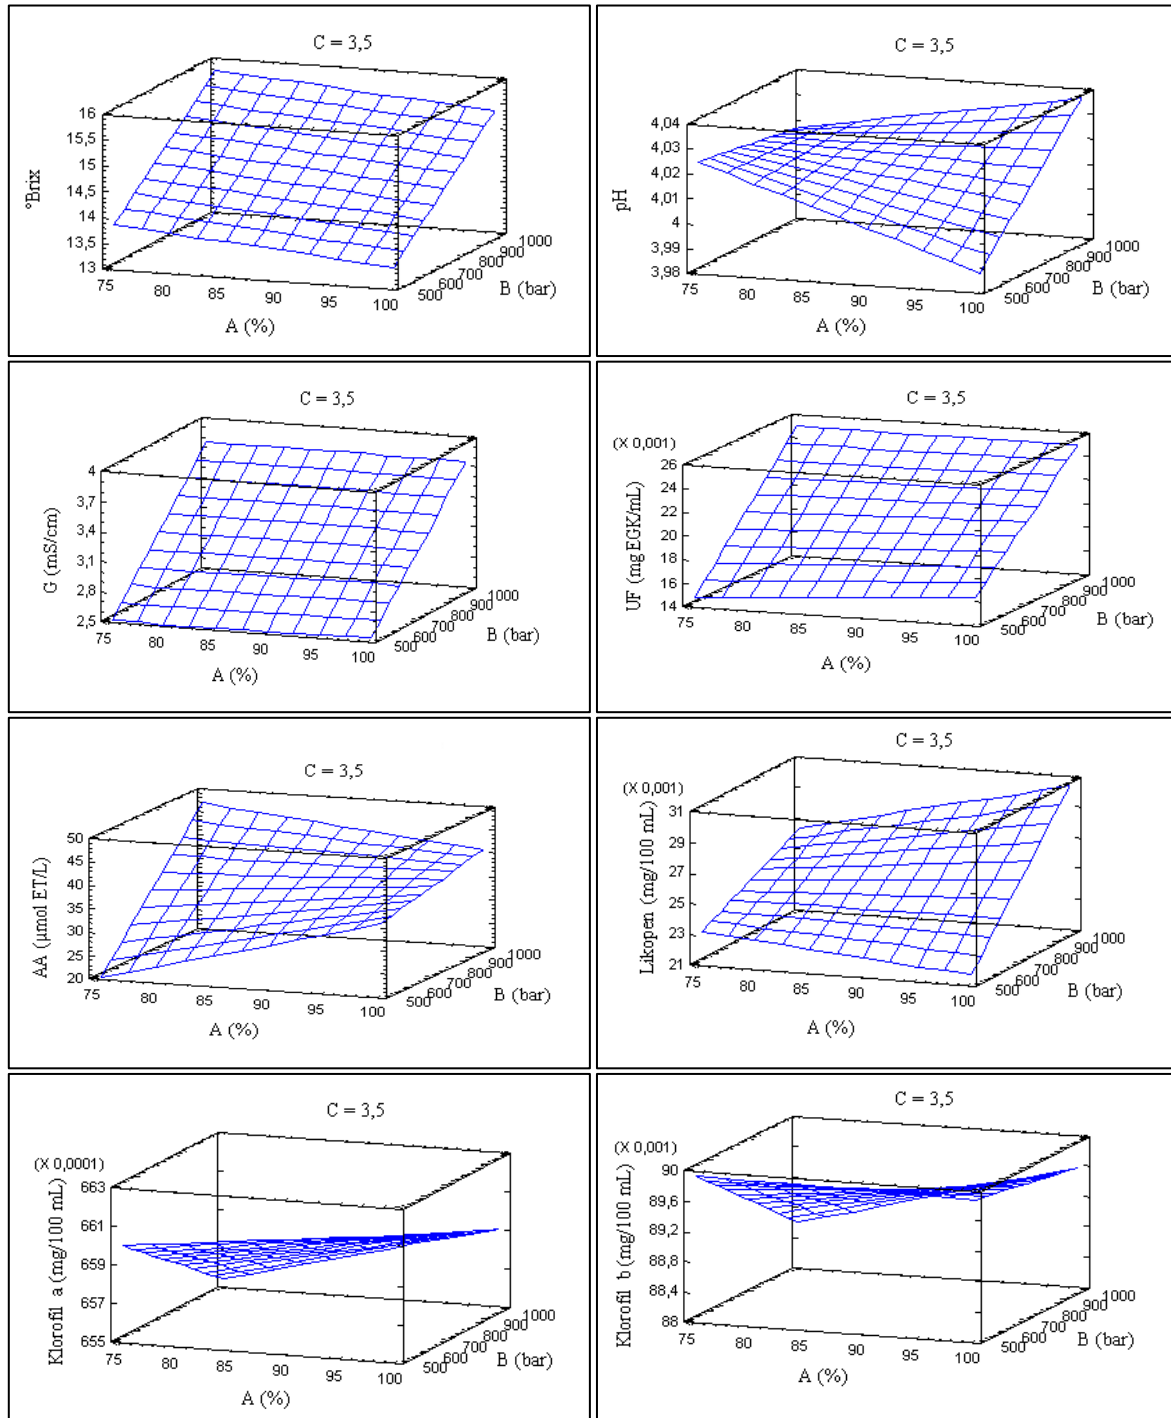 C = 3,5
°Brix
16
15,5
15
14,5
14
13,5
13
75 80 85 90 95 100
A (%)
500 600 700 800 900 1000
B (bar)
C = 3,5
pH
4,04
4,03
4,02
4,01
4
3,99
3,98
75 80 85 90 95 100
A (%)
500 600 700 800 900 1000
B (bar)
C = 3,5
G (mS/cm)
4
3,7
3,4
3,1
2,8
2,5
75 80 85 90 95 100
A (%)
500 600 700 800 900 1000
B (bar)
C = 3,5
(X 0,001)
UF (mg EGK/mL)
26
24
22
20
18
16
14
75 80 85 90 95 100
A (%)
500 600 700 800 900 1000
B (bar)
C = 3,5
AA (µmol ET/L)
50
45
40
35
30
25
20
75 80 85 90 95 100
A (%)
500 600 700 800 900 1000
B (bar)
C = 3,5
(X 0,001)
Likopen (mg/100 mL)
31
29
27
25
23
21
75 80 85 90 95 100
A (%)
500 600 700 800 900 1000
B (bar)
C = 3,5
(X 0,0001)
Klorofil a (mg/100 mL)
663
661
659
657
655
75 80 85 90 95 100
A (%)
500 600 700 800 900 1000
B (bar)
C = 3,5
(X 0,001)
Klorofil b (mg/100 mL)
90
89,6
89,2
88,8
88,4
88
75 80 85 90 95 100
A (%)
500 600 700 800 900 1000
B (bar)